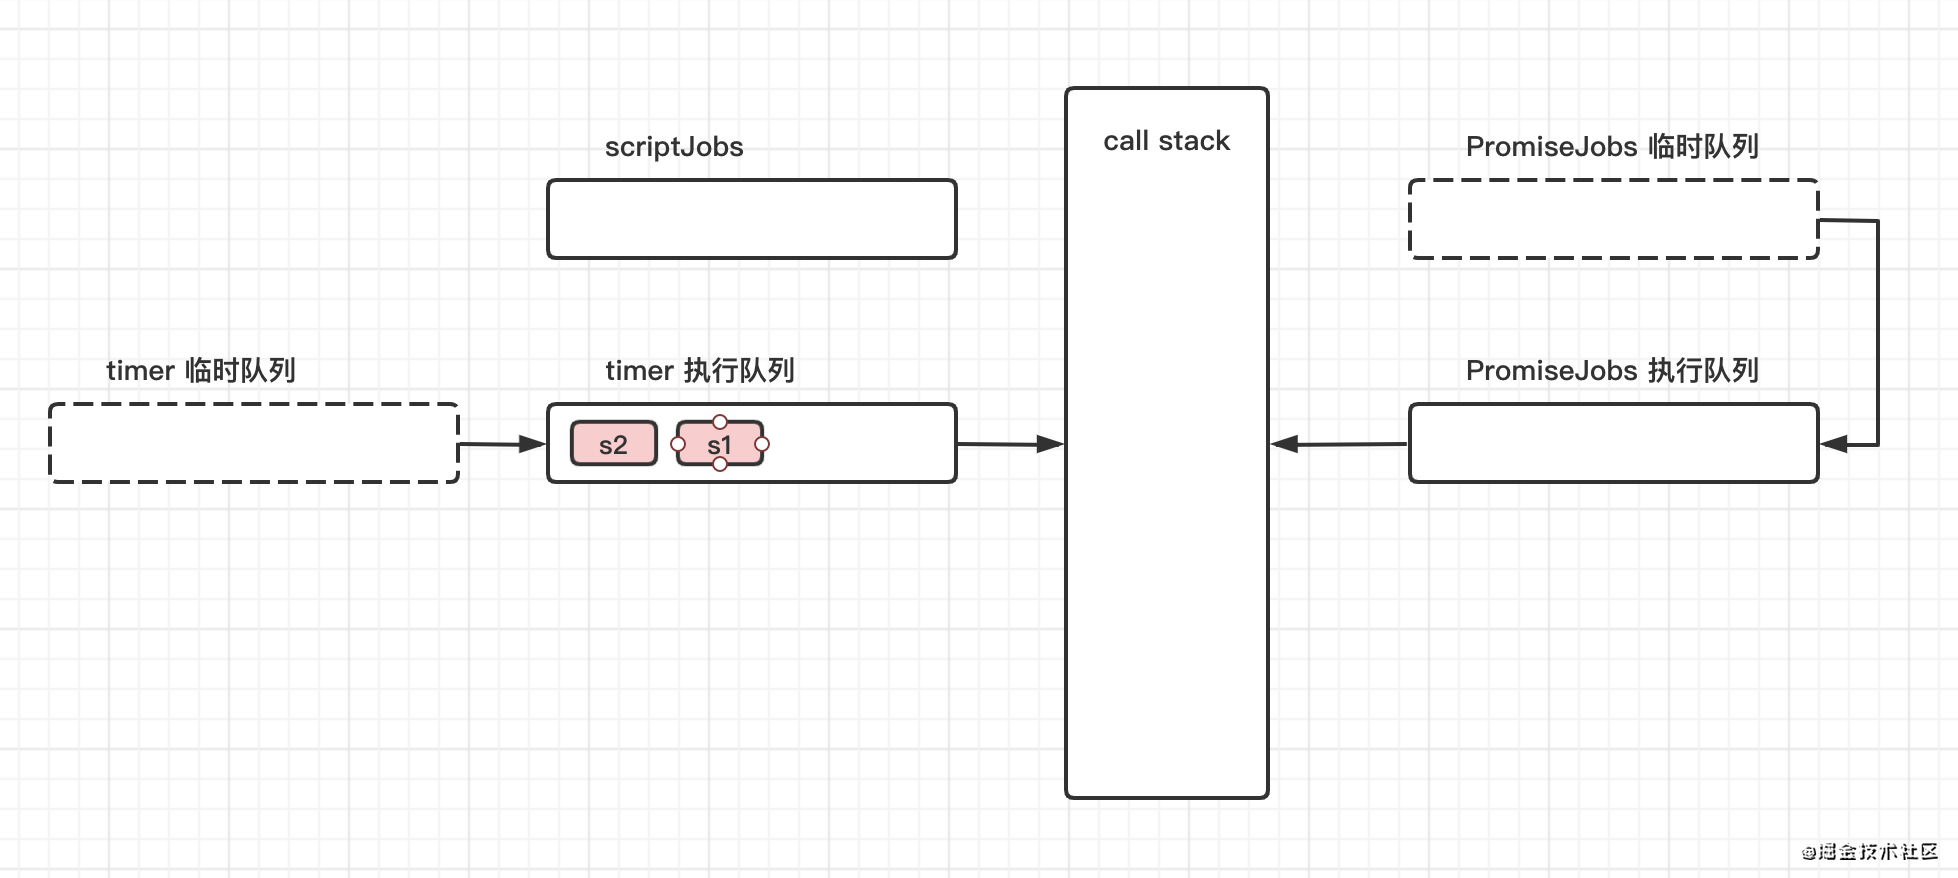 scriptJobs
call stack
PromiseJobs 临时队列
timer 临时队列
timer 执行队列
PromiseJobs 执行队列
s2
s1
@掘金技术社区